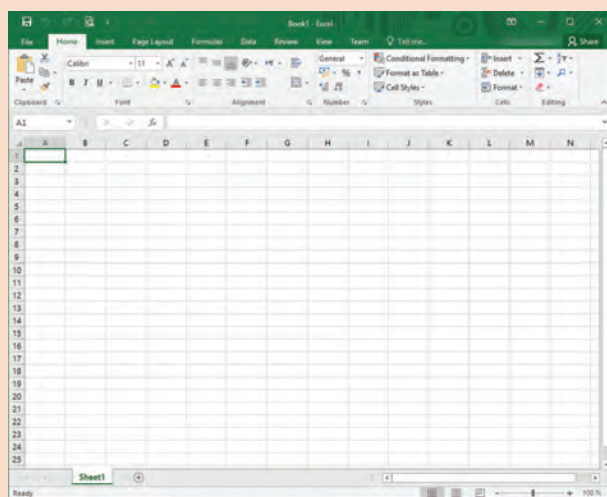 Book1 - Excel
File Home Insert Page Layout Formulas Data Review View Team Tell me... Share
Calibri 11 A A General Conditional Formatting Insert Σ
Paste B I U A % Format as Table Delete
Cell Styles Format
Clipboard Font Alignment Number Styles Cells Editing
A1 fx
A B C D E F G H I J K L M N
1
2
3
4
5
6
7
8
9
10
11
12
13
14
15
16
17
18
19
20
21
22
23
24
25
Sheet1
Ready 100%